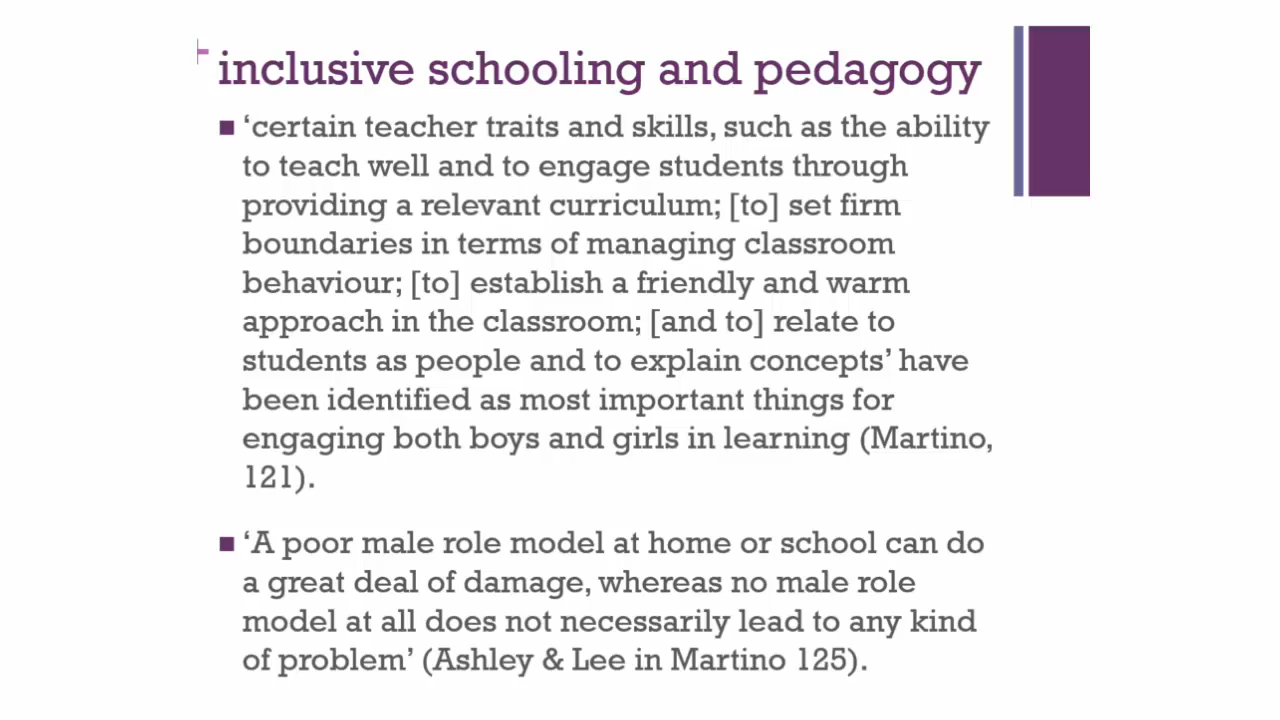 inclusive schooling and pedagogy
‘certain teacher traits and skills, such as the ability
to teach well and to engage students through
providing a relevant curriculum; [to] set firm
boundaries in terms of managing classroom
behaviour; [to] establish a friendly and warm
approach in the classroom; [and to] relate to
students as people and to explain concepts’ have
been identified as most important things for
engaging both boys and girls in learning (Martino,
121).
‘A poor male role model at home or school can do
a great deal of damage, whereas no male role
model at all does not necessarily lead to any kind
of problem’ (Ashley & Lee in Martino 125).